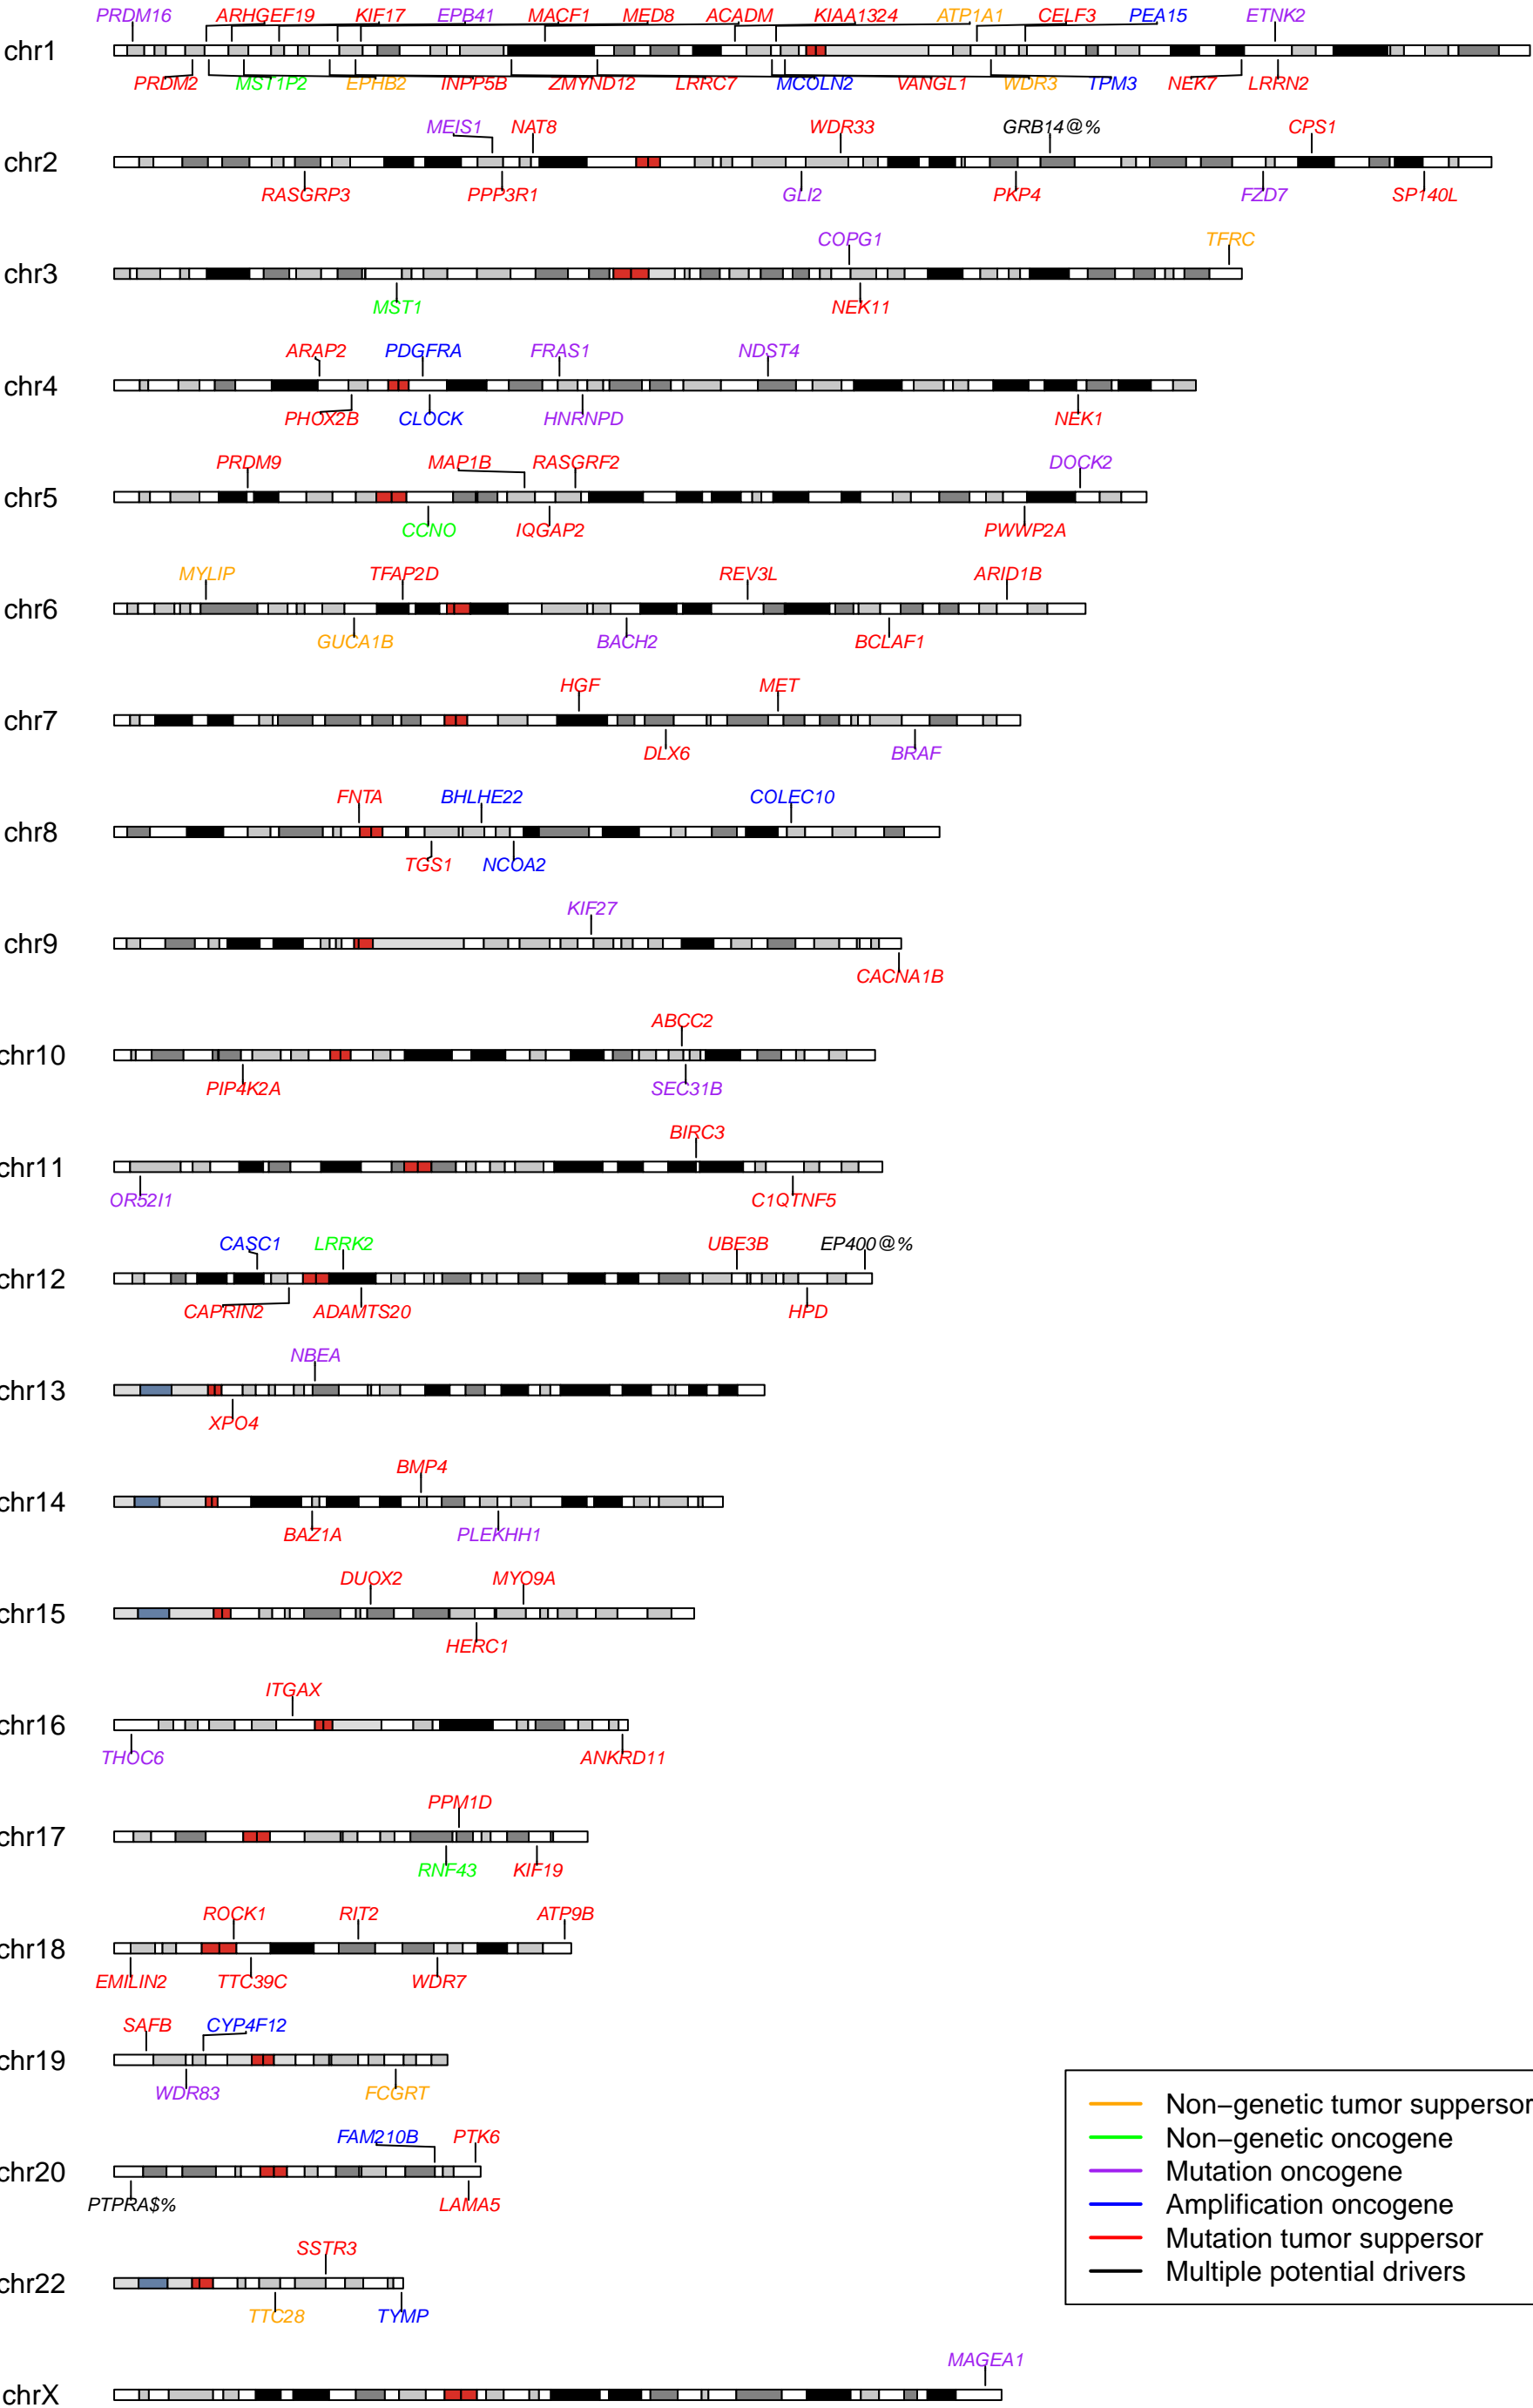 PRDM16 ARHGEF19 KIF17 EPB41 MACF1 MED8 ACADM KIAA1324 ATP1A1 CELF3 PEA15 ETNK2
chr1
PRDM2 MST1P2 EPHB2 INPP5B ZMYND12 LRRC7 MCOLN2 VANGL1 WDR3 TPM3 NEK7 LRRN2
MEIS1 NAT8 WDR33 GRB14@% CPS1
chr2
RASGRP3 PPP3R1 GLI2 PKP4 FZD7 SP140L
COPG1 TFRC
chr3
MST1 NEK11
ARAP2 PDGFRA FRAS1 NDST4
chr4
PHOX2B CLOCK HNRNPD NEK1
PRDM9 MAP1B RASGRF2 DOCK2
chr5
CCNO IQGAP2 PWWP2A
MYLIP TFAP2D REV3L ARID1B
chr6
GUCA1B BACH2 BCLAF1
HGF MET
chr7
DLX6 BRAF
FNTA BHLHE22 COLEC10
chr8
TGS1 NCOA2
KIF27
chr9
CACNA1B
ABCC2
chr10
PIP4K2A SEC31B
BIRC3
chr11
OR52I1 C1QTNF5
CASC1 LRRK2 UBE3B EP400@%
chr12
CAPRIN2 ADAMTS20 HPD
NBEA
chr13
XPO4
BMP4
chr14
BAZ1A PLEKHH1
DUOX2 MYO9A
chr15
HERC1
ITGAX
chr16
THOC6 ANKRD11
PPM1D
chr17
RNF43 KIF19
ROCK1 RIT2 ATP9B
chr18
EMILIN2 TTC39C WDR7
SAFB CYP4F12
chr19
WDR83 FCGRT
FAM210B PTK6
chr20
PTPRA$% LAMA5
SSTR3
chr22
TTC28 TYMP
MAGEA1
chrX
Non−genetic tumor suppersor
Non−genetic oncogene
Mutation oncogene
Amplification oncogene
Mutation tumor suppersor
Multiple potential drivers